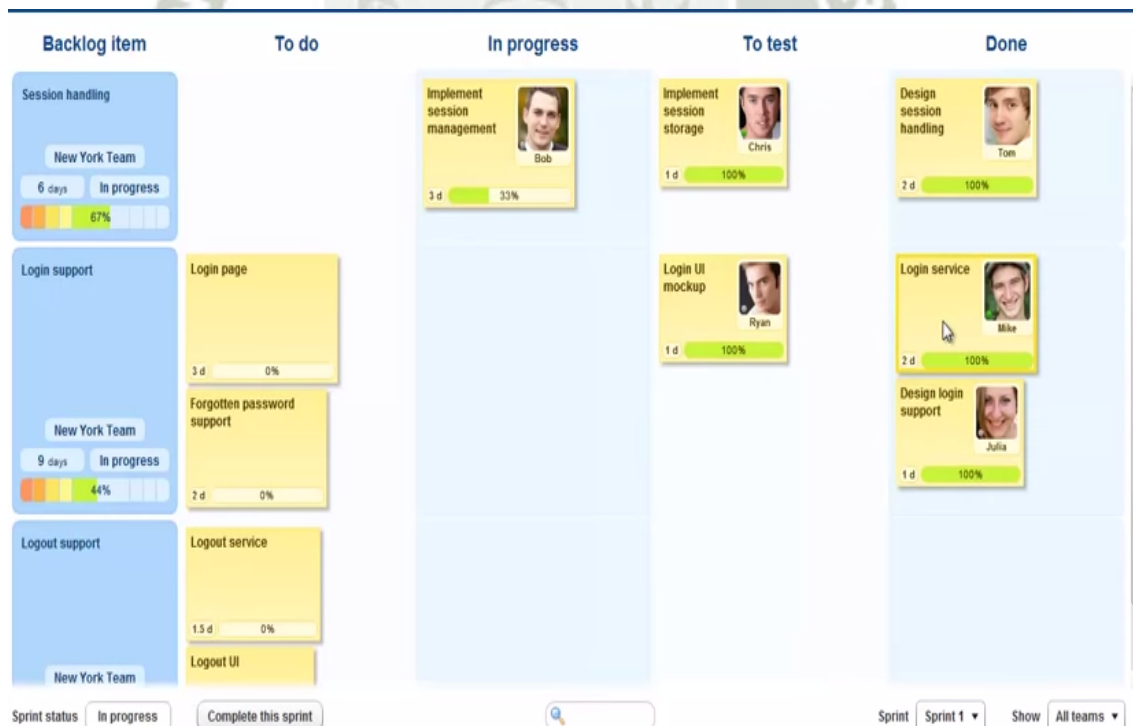 Backlog item
To do
In progress
To test
Done
Session handling
New York Team
6 days
In progress
67%
Implement
session
management
Bob
3 d
33%
Implement
session
storage
Chris
1 d
100%
Design
session
handling
Tom
2 d
100%
Login support
New York Team
9 days
In progress
44%
Login page
3 d
0%
Forgotten password
support
2 d
0%
Login UI
mockup
Ryan
1 d
100%
Login service
Mike
2 d
100%
Design login
support
Julia
1 d
100%
Logout support
New York Team
Logout service
1.5 d
0%
Logout UI
Sprint status
In progress
Complete this sprint
Sprint
Sprint 1
Show
All teams